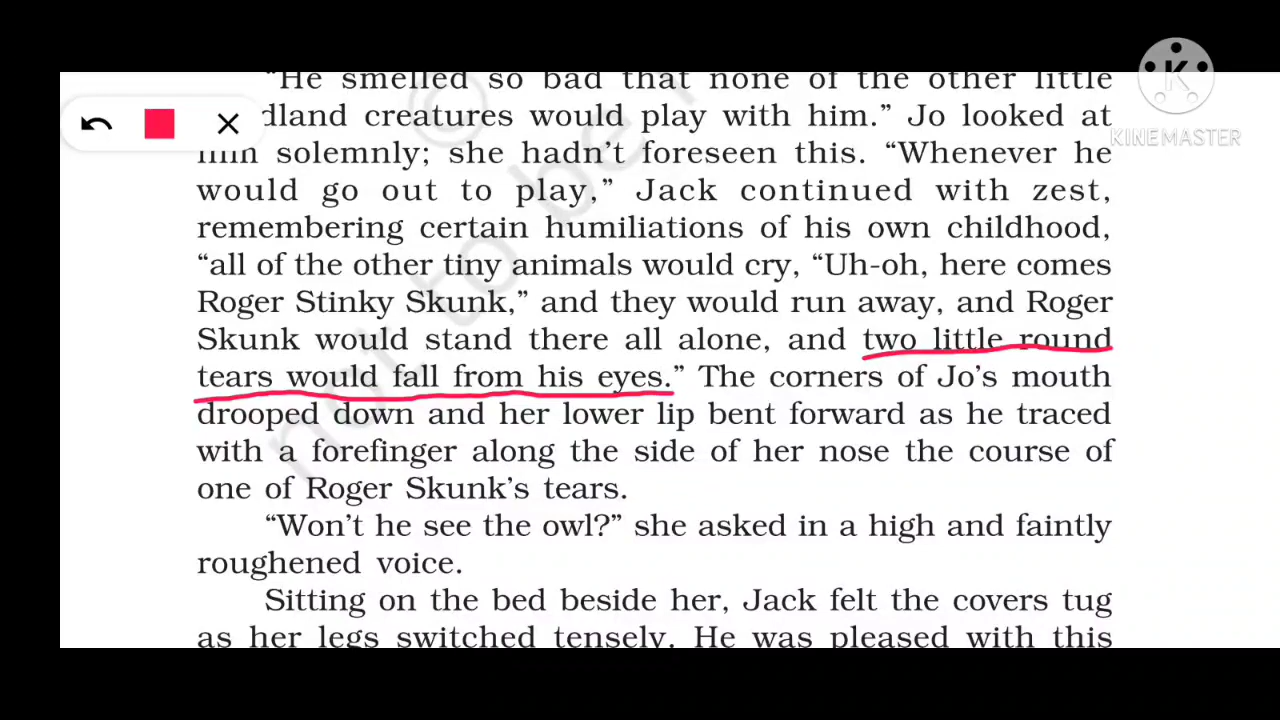 "He smelled so bad that none of the other little
dland creatures would play with him." Jo looked at
him solemnly; she hadn't foreseen this. "Whenever he
would go out to play," Jack continued with zest,
remembering certain humiliations of his own childhood,
"all of the other tiny animals would cry, "Uh-oh, here comes
Roger Stinky Skunk," and they would run away, and Roger
Skunk would stand there all alone, and two little round
tears would fall from his eyes." The corners of Jo's mouth
drooped down and her lower lip bent forward as he traced
with a forefinger along the side of her nose the course of
one of Roger Skunk's tears.
"Won't he see the owl?" she asked in a high and faintly
roughened voice.
Sitting on the bed beside her, Jack felt the covers tug
as her legs switched tensely. He was pleased with this
K
KINEMASTER
©
not to be r